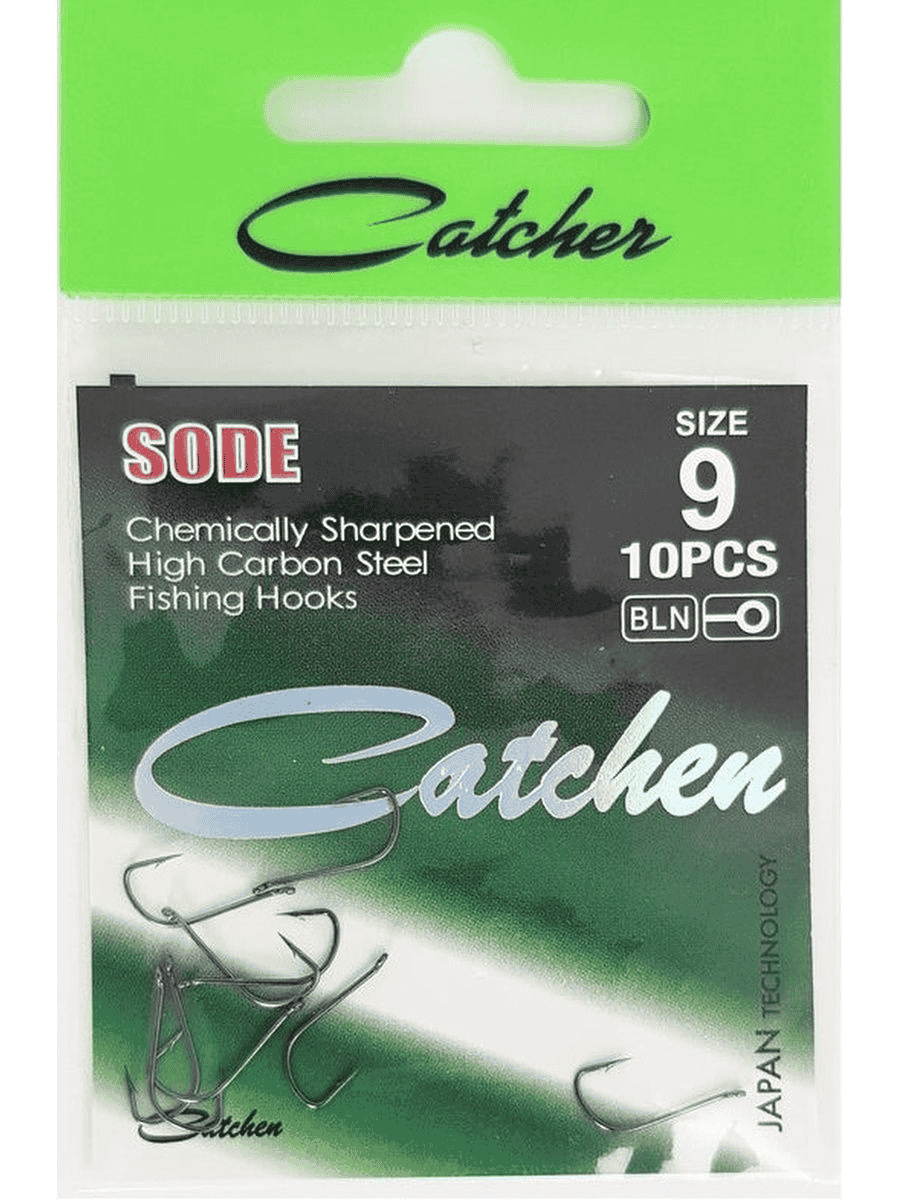 Catcher
SODE
SIZE
9
10PCS
BLN
Chemically Sharpened
High Carbon Steel
Fishing Hooks
Catchen
JAPAN TECHNOLOGY
Catchen